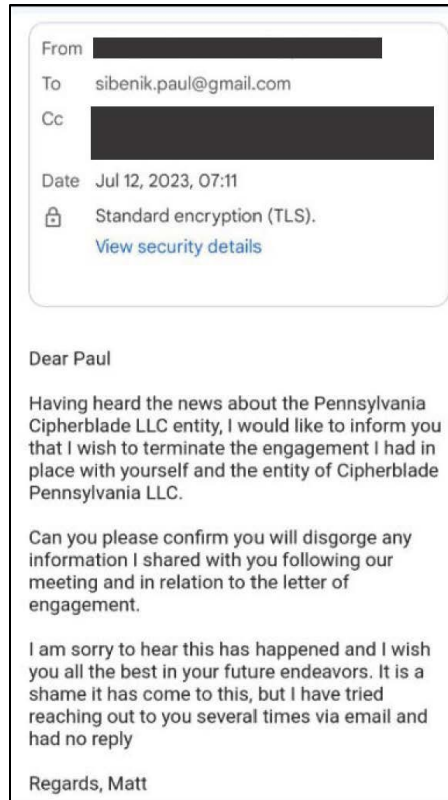 From
To sibenik.paul@gmail.com
Cc
Date Jul 12, 2023, 07:11
Standard encryption (TLS).
View security details
Dear Paul
Having heard the news about the Pennsylvania
Cipherblade LLC entity, I would like to inform you
that I wish to terminate the engagement I had in
place with yourself and the entity of Cipherblade
Pennsylvania LLC.
Can you please confirm you will disgorge any
information I shared with you following our
meeting and in relation to the letter of
engagement.
I am sorry to hear this has happened and I wish
you all the best in your future endeavors. It is a
shame it has come to this, but I have tried
reaching out to you several times via email and
had no reply
Regards, Matt